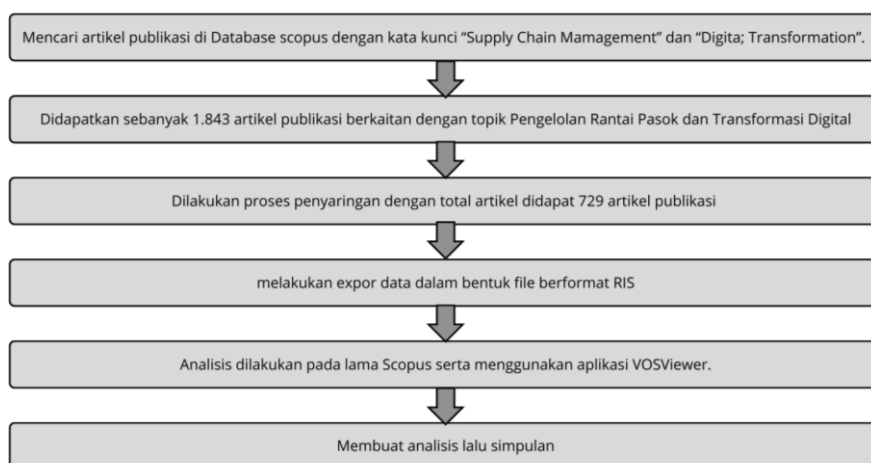 Mencari artikel publikasi di Database scopus dengan kata kunci “Supply Chain Mamagement” dan “Digita; Transformation”.
Didapatkan sebanyak 1.843 artikel publikasi berkaitan dengan topik Pengelolan Rantai Pasok dan Transformasi Digital
Dilakukan proses penyaringan dengan total artikel didapat 729 artikel publikasi
melakukan expor data dalam bentuk file berformat RIS
Analisis dilakukan pada lama Scopus serta menggunakan aplikasi VOSViewer.
Membuat analisis lalu simpulan